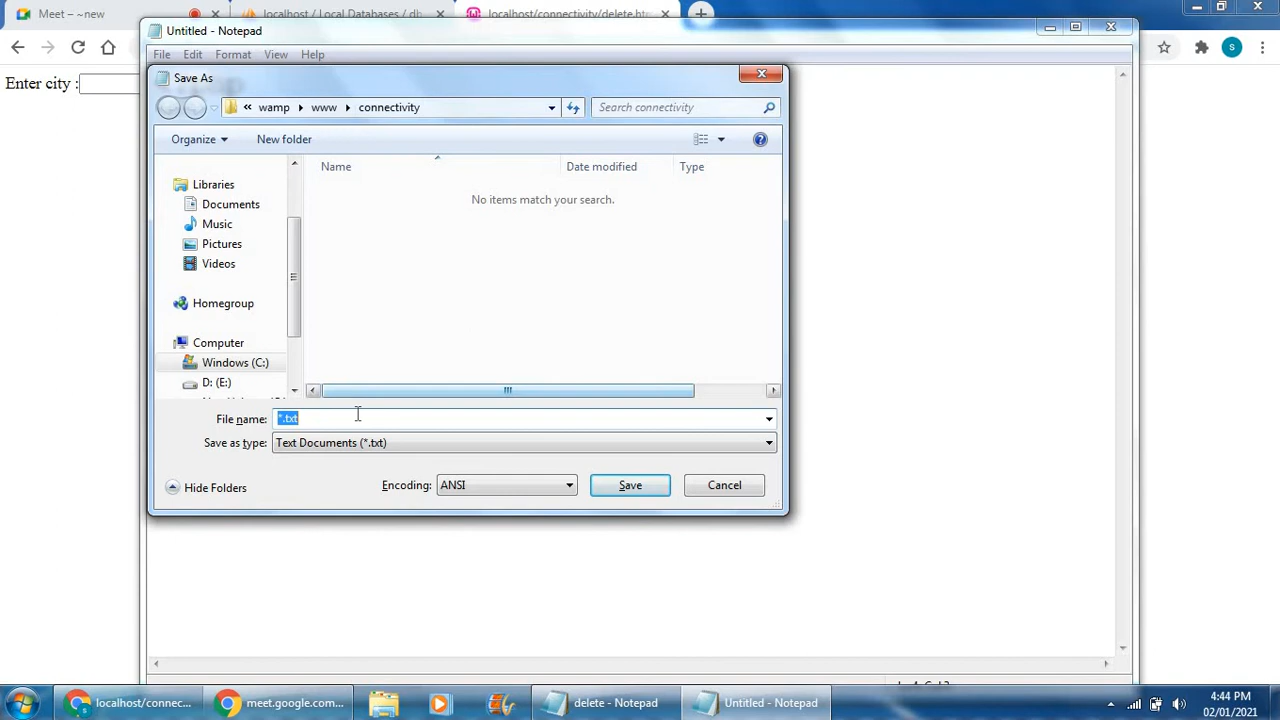 Meet – ~new
localhost / Local Databases / db
localhost/connectivity/delete.ht
Untitled - Notepad
File Edit Format View Help
Enter city :
Save As
« wamp www connectivity
Search connectivity
Organize New folder
Name Date modified Type
No items match your search.
Libraries
Documents
Music
Pictures
Videos
Homegroup
Computer
Windows (C:)
D: (E:)
File name: *.txt
Save as type: Text Documents (*.txt)
Hide Folders
Encoding: ANSI
Save
Cancel
localhost/connec...
meet.google.com...
delete - Notepad
Untitled - Notepad
4:44 PM
02/01/2021